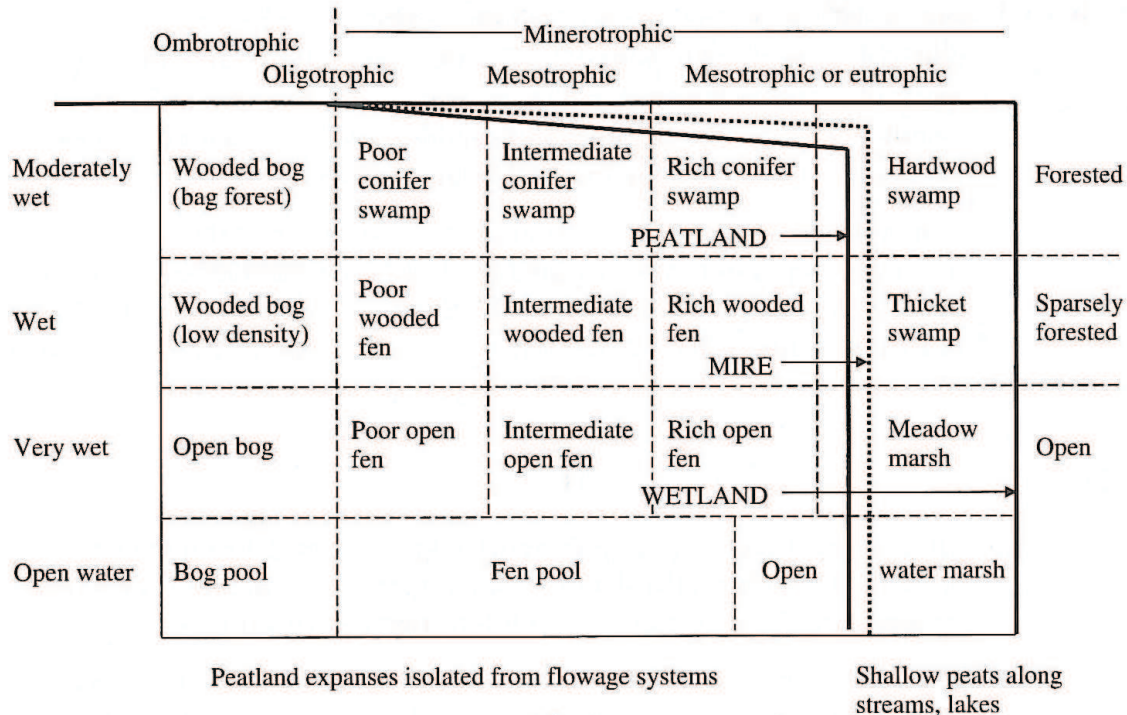 Ombrotrophic
Minerotrophic
Oligotrophic
Mesotrophic
Mesotrophic or eutrophic
Moderately
wet
Wooded bog
(bag forest)
Poor
conifer
swamp
Intermediate
conifer
swamp
Rich conifer
swamp
Hardwood
swamp
Forested
PEATLAND
Wet
Wooded bog
(low density)
Poor
wooded
fen
Intermediate
wooded fen
Rich wooded
fen
Thicket
swamp
Sparsely
forested
MIRE
Very wet
Open bog
Poor open
fen
Intermediate
open fen
Rich open
fen
Meadow
marsh
Open
WETLAND
Open water
Bog pool
Fen pool
Open
water marsh
Peatland expanses isolated from flowage systems
Shallow peats along
streams, lakes